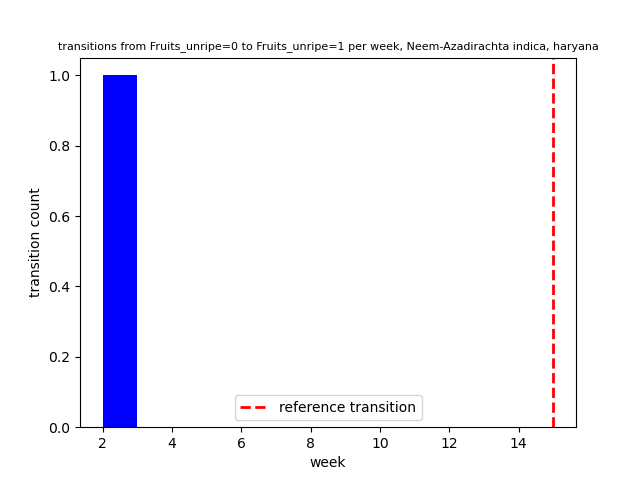 transitions from Fruits_unripe=0 to Fruits_unripe=1 per week, Neem-Azadirachta indica, haryana
1.0
0.8
0.6
0.4
0.2
0.0
transition count
reference transition
2 4 6 8 10 12 14
week